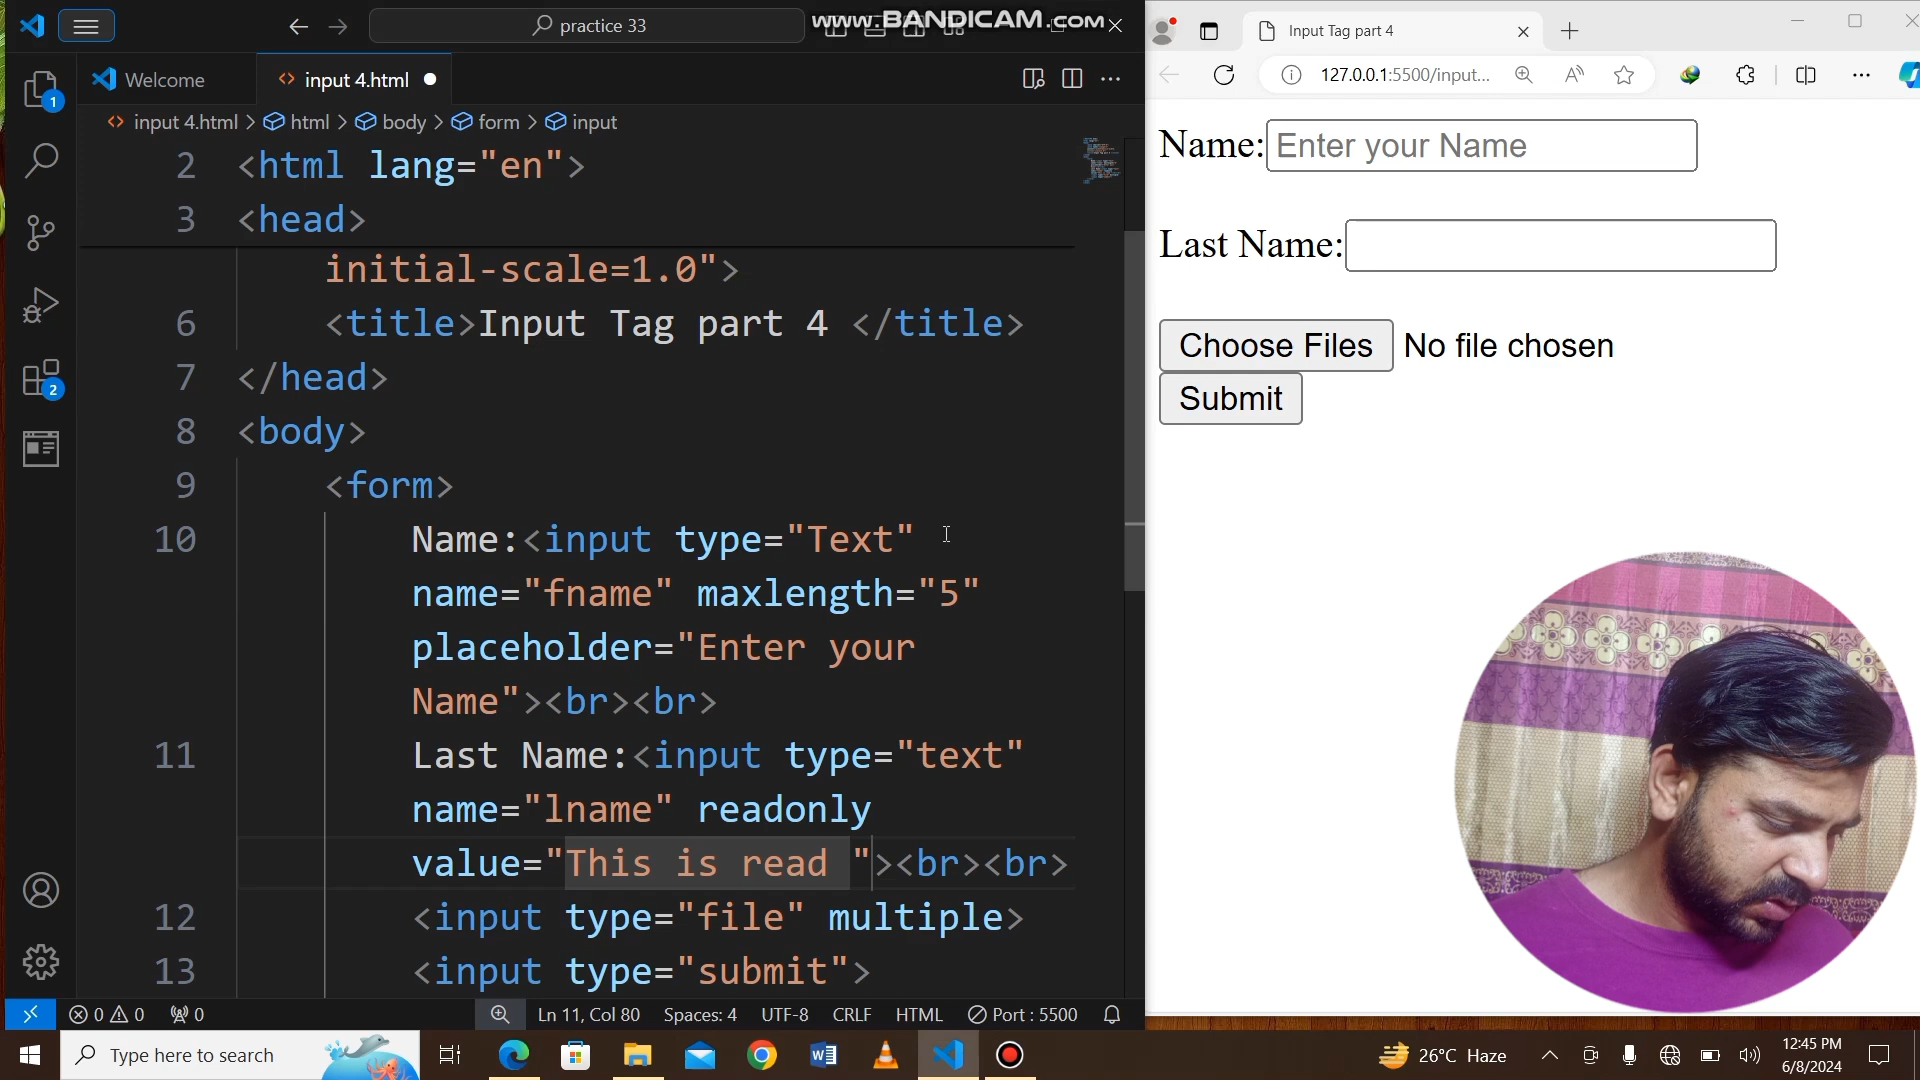 practice 33
www.BANDICAM.com
Input Tag part 4
Welcome
input 4.html
127.0.0.1:5500/input...
input 4.html > html > body > form > input
2 <html lang="en">
3 <head>
initial-scale=1.0">
6 <title>Input Tag part 4 </title>
7 </head>
8 <body>
9 <form>
10 Name:<input type="Text"
name="fname" maxlength="5"
placeholder="Enter your
Name"><br><br>
11 Last Name:<input type="text"
name="lname" readonly
value="This is read "><br><br>
12 <input type="file" multiple>
13 <input type="submit">
Name: Enter your Name
Last Name:
Choose Files No file chosen
Submit
1
2
0 0 0 Ln 11, Col 80 Spaces: 4 UTF-8 CRLF HTML Port : 5500
Type here to search
26°C Haze
12:45 PM
6/8/2024